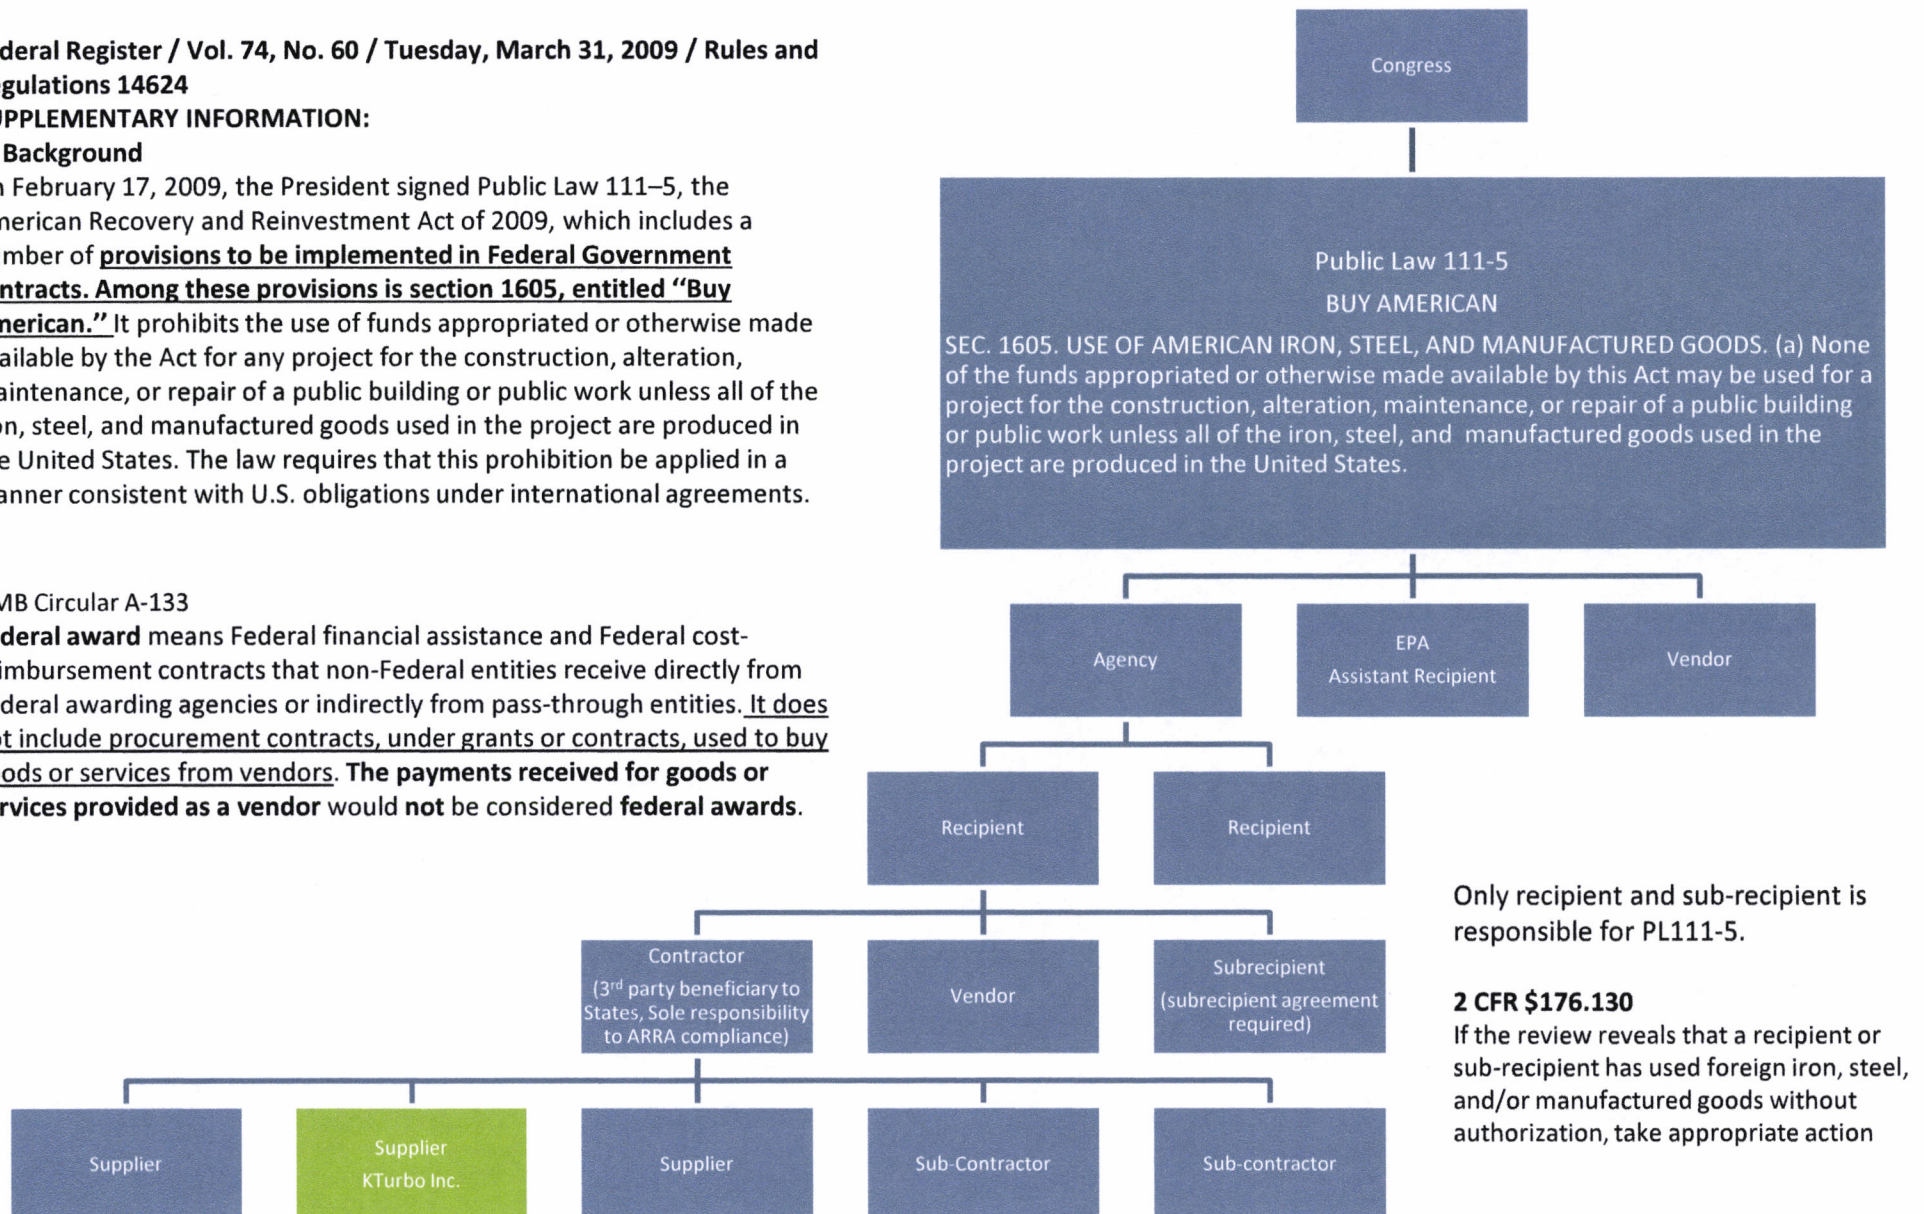 deral Register / Vol. 74, No. 60 / Tuesday, March 31, 2009 / Rules and
gulations 14624
UPPLEMENTARY INFORMATION:
Background
n February 17, 2009, the President signed Public Law 111–5, the
merican Recovery and Reinvestment Act of 2009, which includes a
mber of provisions to be implemented in Federal Government
ntracts. Among these provisions is section 1605, entitled “Buy
merican.” It prohibits the use of funds appropriated or otherwise made
ailable by the Act for any project for the construction, alteration,
aintenance, or repair of a public building or public work unless all of the
on, steel, and manufactured goods used in the project are produced in
e United States. The law requires that this prohibition be applied in a
anner consistent with U.S. obligations under international agreements.
MB Circular A-133
deral award means Federal financial assistance and Federal cost-
imbursement contracts that non-Federal entities receive directly from
deral awarding agencies or indirectly from pass-through entities. It does
ot include procurement contracts, under grants or contracts, used to buy
ods or services from vendors. The payments received for goods or
rvices provided as a vendor would not be considered federal awards.
Congress
Public Law 111-5
BUY AMERICAN
SEC. 1605. USE OF AMERICAN IRON, STEEL, AND MANUFACTURED GOODS. (a) None
of the funds appropriated or otherwise made available by this Act may be used for a
project for the construction, alteration, maintenance, or repair of a public building
or public work unless all of the iron, steel, and manufactured goods used in the
project are produced in the United States.
Agency
EPA
Assistant Recipient
Vendor
Recipient
Recipient
Contractor
(3rd party beneficiary to
States, Sole responsibility
to ARRA compliance)
Vendor
Subrecipient
(subrecipient agreement
required)
Only recipient and sub-recipient is
responsible for PL111-5.
2 CFR $176.130
If the review reveals that a recipient or
sub-recipient has used foreign iron, steel,
and/or manufactured goods without
authorization, take appropriate action
Supplier
Supplier
KTurbo Inc.
Supplier
Sub-Contractor
Sub-contractor